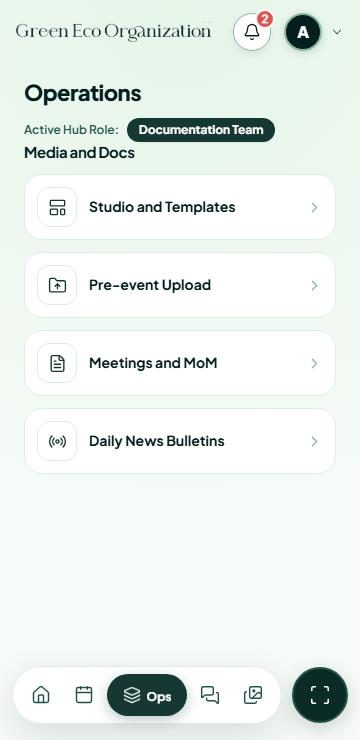 Green Eco Organization
2
A
Operations
Active Hub Role: Documentation Team
Media and Docs
Studio and Templates
Pre-event Upload
Meetings and MoM
Daily News Bulletins
Ops